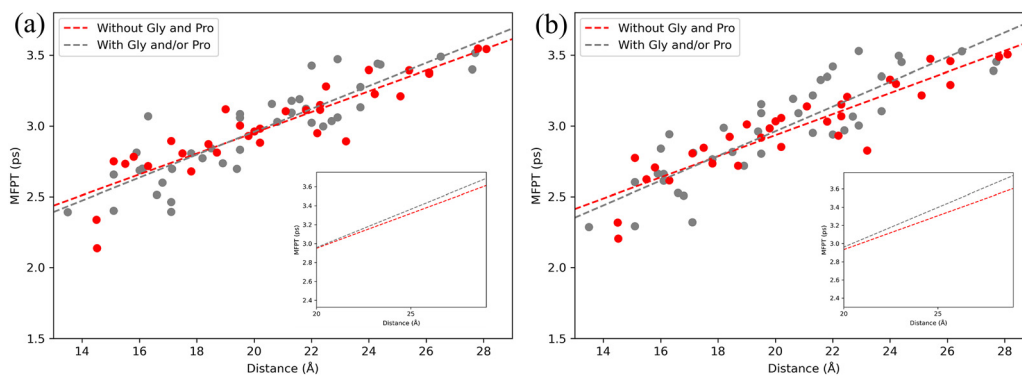 (a)
Without Gly and Pro
With Gly and/or Pro
3.5
3.0
2.5
2.0
1.5
MFPT (ps)
14 16 18 20 22 24 26 28
Distance (Å)
3.6
3.4
3.2
3.0
2.8
2.6
2.4
MFPT (ps)
20 25
Distance (Å)
(b)
Without Gly and Pro
With Gly and/or Pro
3.5
3.0
2.5
2.0
1.5
MFPT (ps)
14 16 18 20 22 24 26 28
Distance (Å)
3.6
3.4
3.2
3.0
2.8
2.6
2.4
MFPT (ps)
20 25
Distance (Å)